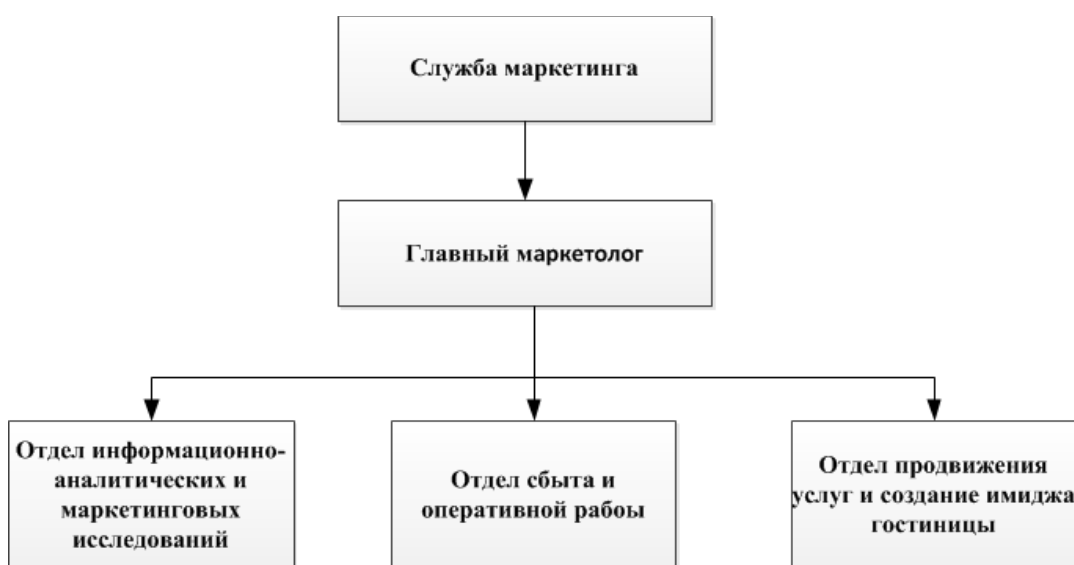 Служба маркетинга
Главный маркетолог
Отдел информационно-
аналитических и
маркетинговых
исследований
Отдел сбыта и
оперативной рабоы
Отдел продвижения
услуг и создание имиджа
гостиницы